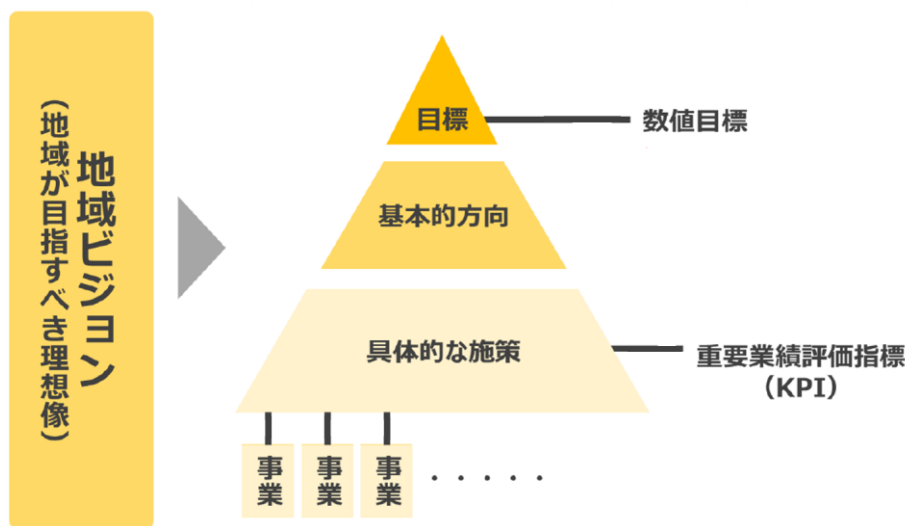 地域ビジョン
（地域が目指すべき理想像）
目標
数値目標
基本的方向
具体的な施策
重要業績評価指標
（KPI）
事業
事業
事業
・・・・・